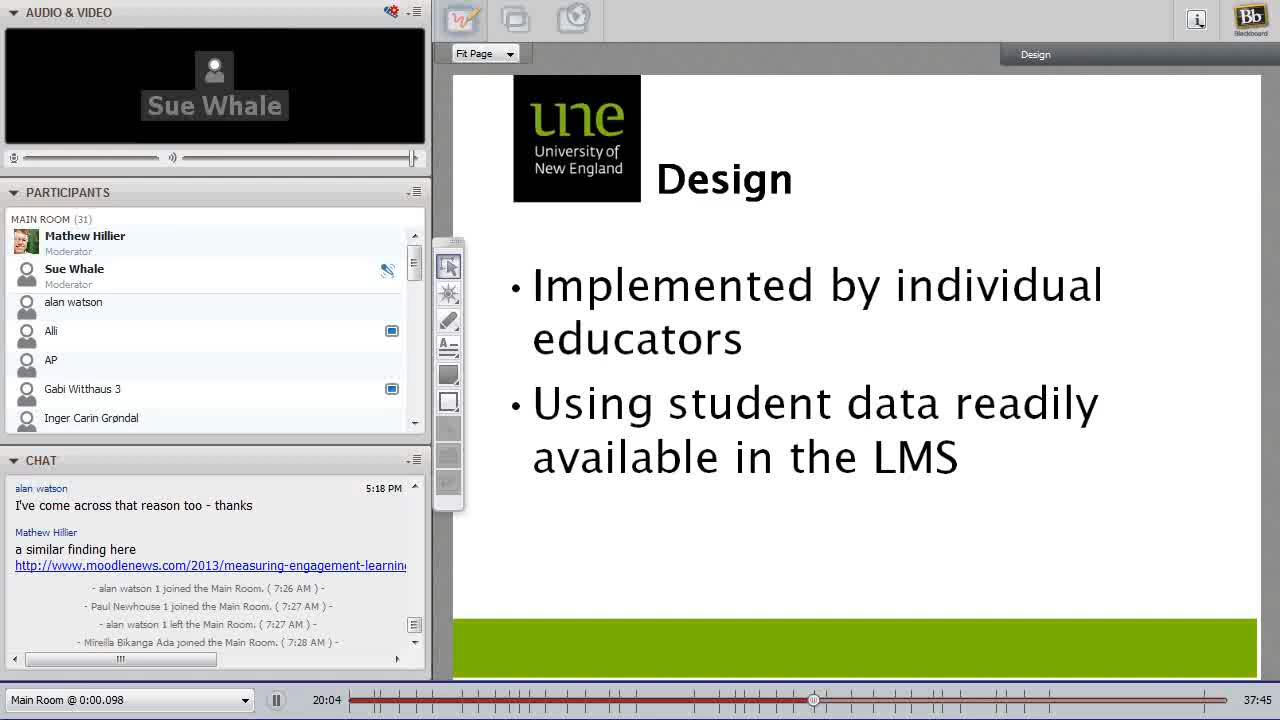 AUDIO & VIDEO
Sue Whale
PARTICIPANTS
MAIN ROOM (31)
Mathew Hillier
Moderator
Sue Whale
Moderator
alan watson
Alli
AP
Gabi Witthaus 3
Inger Carin Grøndal
CHAT
alan watson 5:18 PM
I've come across that reason too - thanks
Mathew Hillier
a similar finding here
http://www.moodlenews.com/2013/measuring-engagement-learning
- alan watson 1 joined the Main Room. ( 7:26 AM ) -
- Paul Newhouse 1 joined the Main Room. ( 7:27 AM ) -
- alan watson 1 left the Main Room. ( 7:27 AM ) -
- Mireilla Bikanga Ada joined the Main Room. ( 7:28 AM ) -
Main Room @ 0:00.098
20:04
37:45
Bb
Blackboard
Fit Page
Design
une
University of
New England
Design
• Implemented by individual
educators
• Using student data readily
available in the LMS